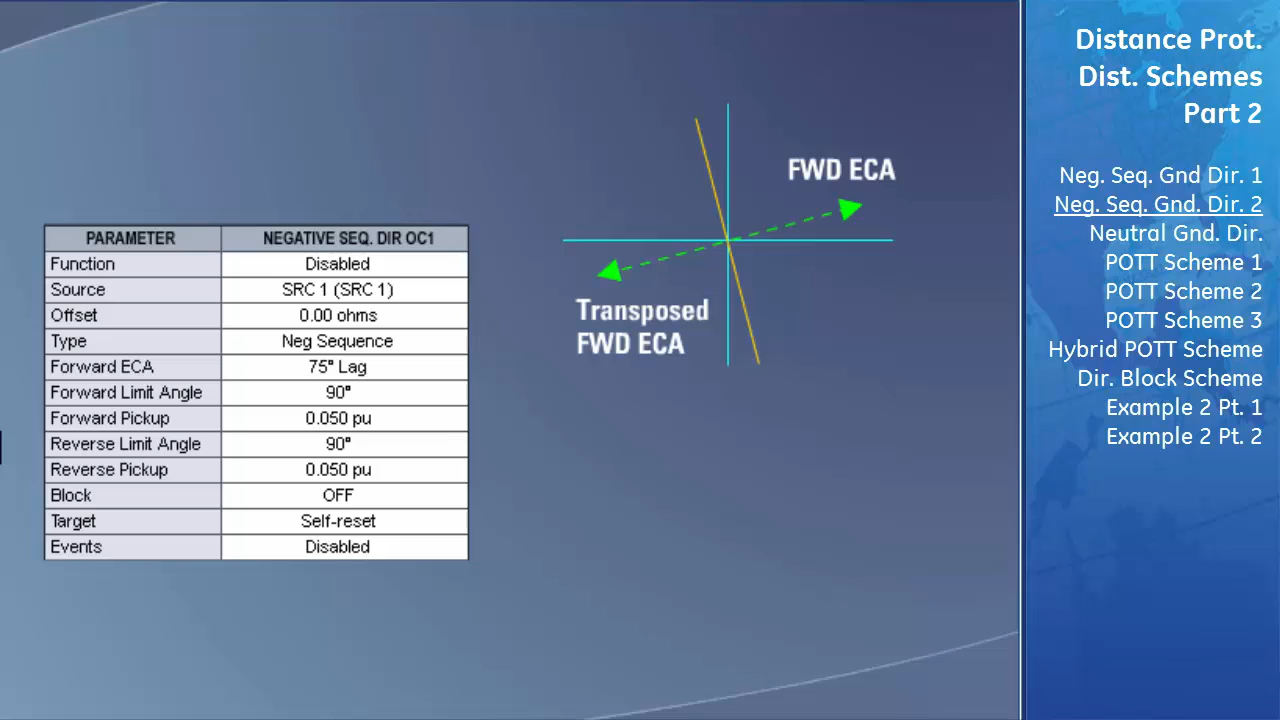 PARAMETER NEGATIVE SEQ. DIR OC1
Function Disabled
Source SRC 1 (SRC 1)
Offset 0.00 ohms
Type Neg Sequence
Forward ECA 75° Lag
Forward Limit Angle 90°
Forward Pickup 0.050 pu
Reverse Limit Angle 90°
Reverse Pickup 0.050 pu
Block OFF
Target Self-reset
Events Disabled
FWD ECA
Transposed
FWD ECA
Distance Prot.
Dist. Schemes
Part 2
Neg. Seq. Gnd Dir. 1
Neg. Seq. Gnd. Dir. 2
Neutral Gnd. Dir.
POTT Scheme 1
POTT Scheme 2
POTT Scheme 3
Hybrid POTT Scheme
Dir. Block Scheme
Example 2 Pt. 1
Example 2 Pt. 2